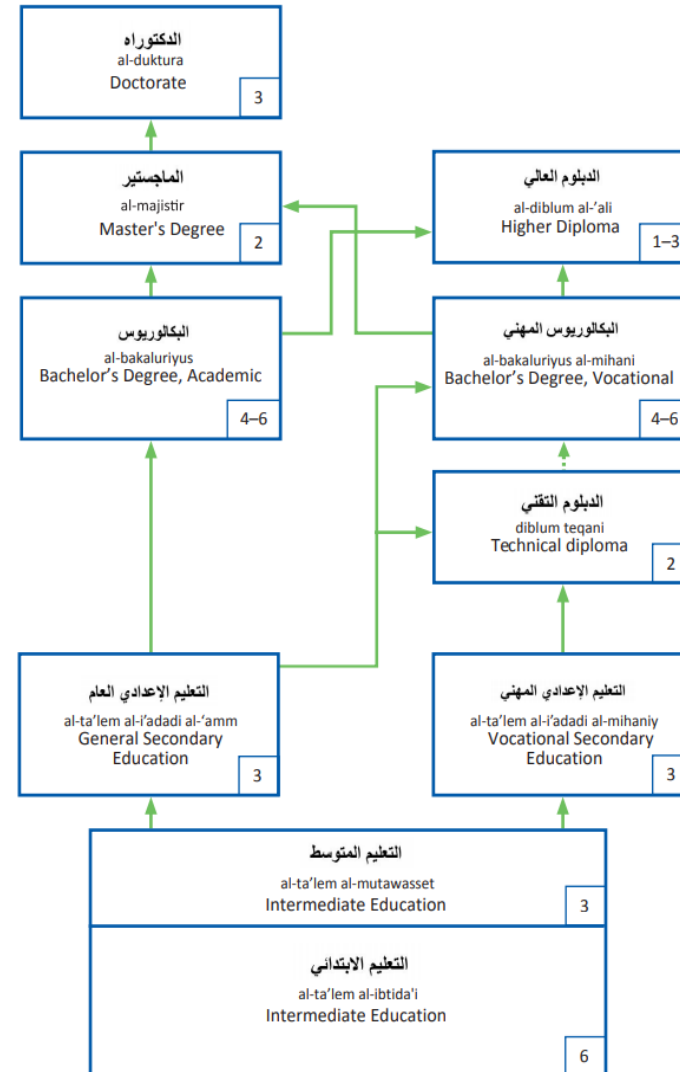 الدكتوراه
al-duktura
Doctorate
3
الماجستير
al-majistir
Master's Degree
2
الدبلوم العالي
al-diblum al-’ali
Higher Diploma
1–3
البكالوريوس
al-bakaluriyus
Bachelor’s Degree, Academic
4–6
البكالوريوس المهني
al-bakaluriyus al-mihani
Bachelor’s Degree, Vocational
4–6
الدبلوم التقني
diblum teqani
Technical diploma
2
التعليم الإعدادي العام
al-ta’lem al-i’adadi al-‘amm
General Secondary
Education
3
التعليم الإعدادي المهني
al-ta’lem al-i’adadi al-mihaniy
Vocational Secondary
Education
3
التعليم المتوسط
al-ta’lem al-mutawasset
Intermediate Education
3
التعليم الابتدائي
al-ta’lem al-ibtida'i
Intermediate Education
6